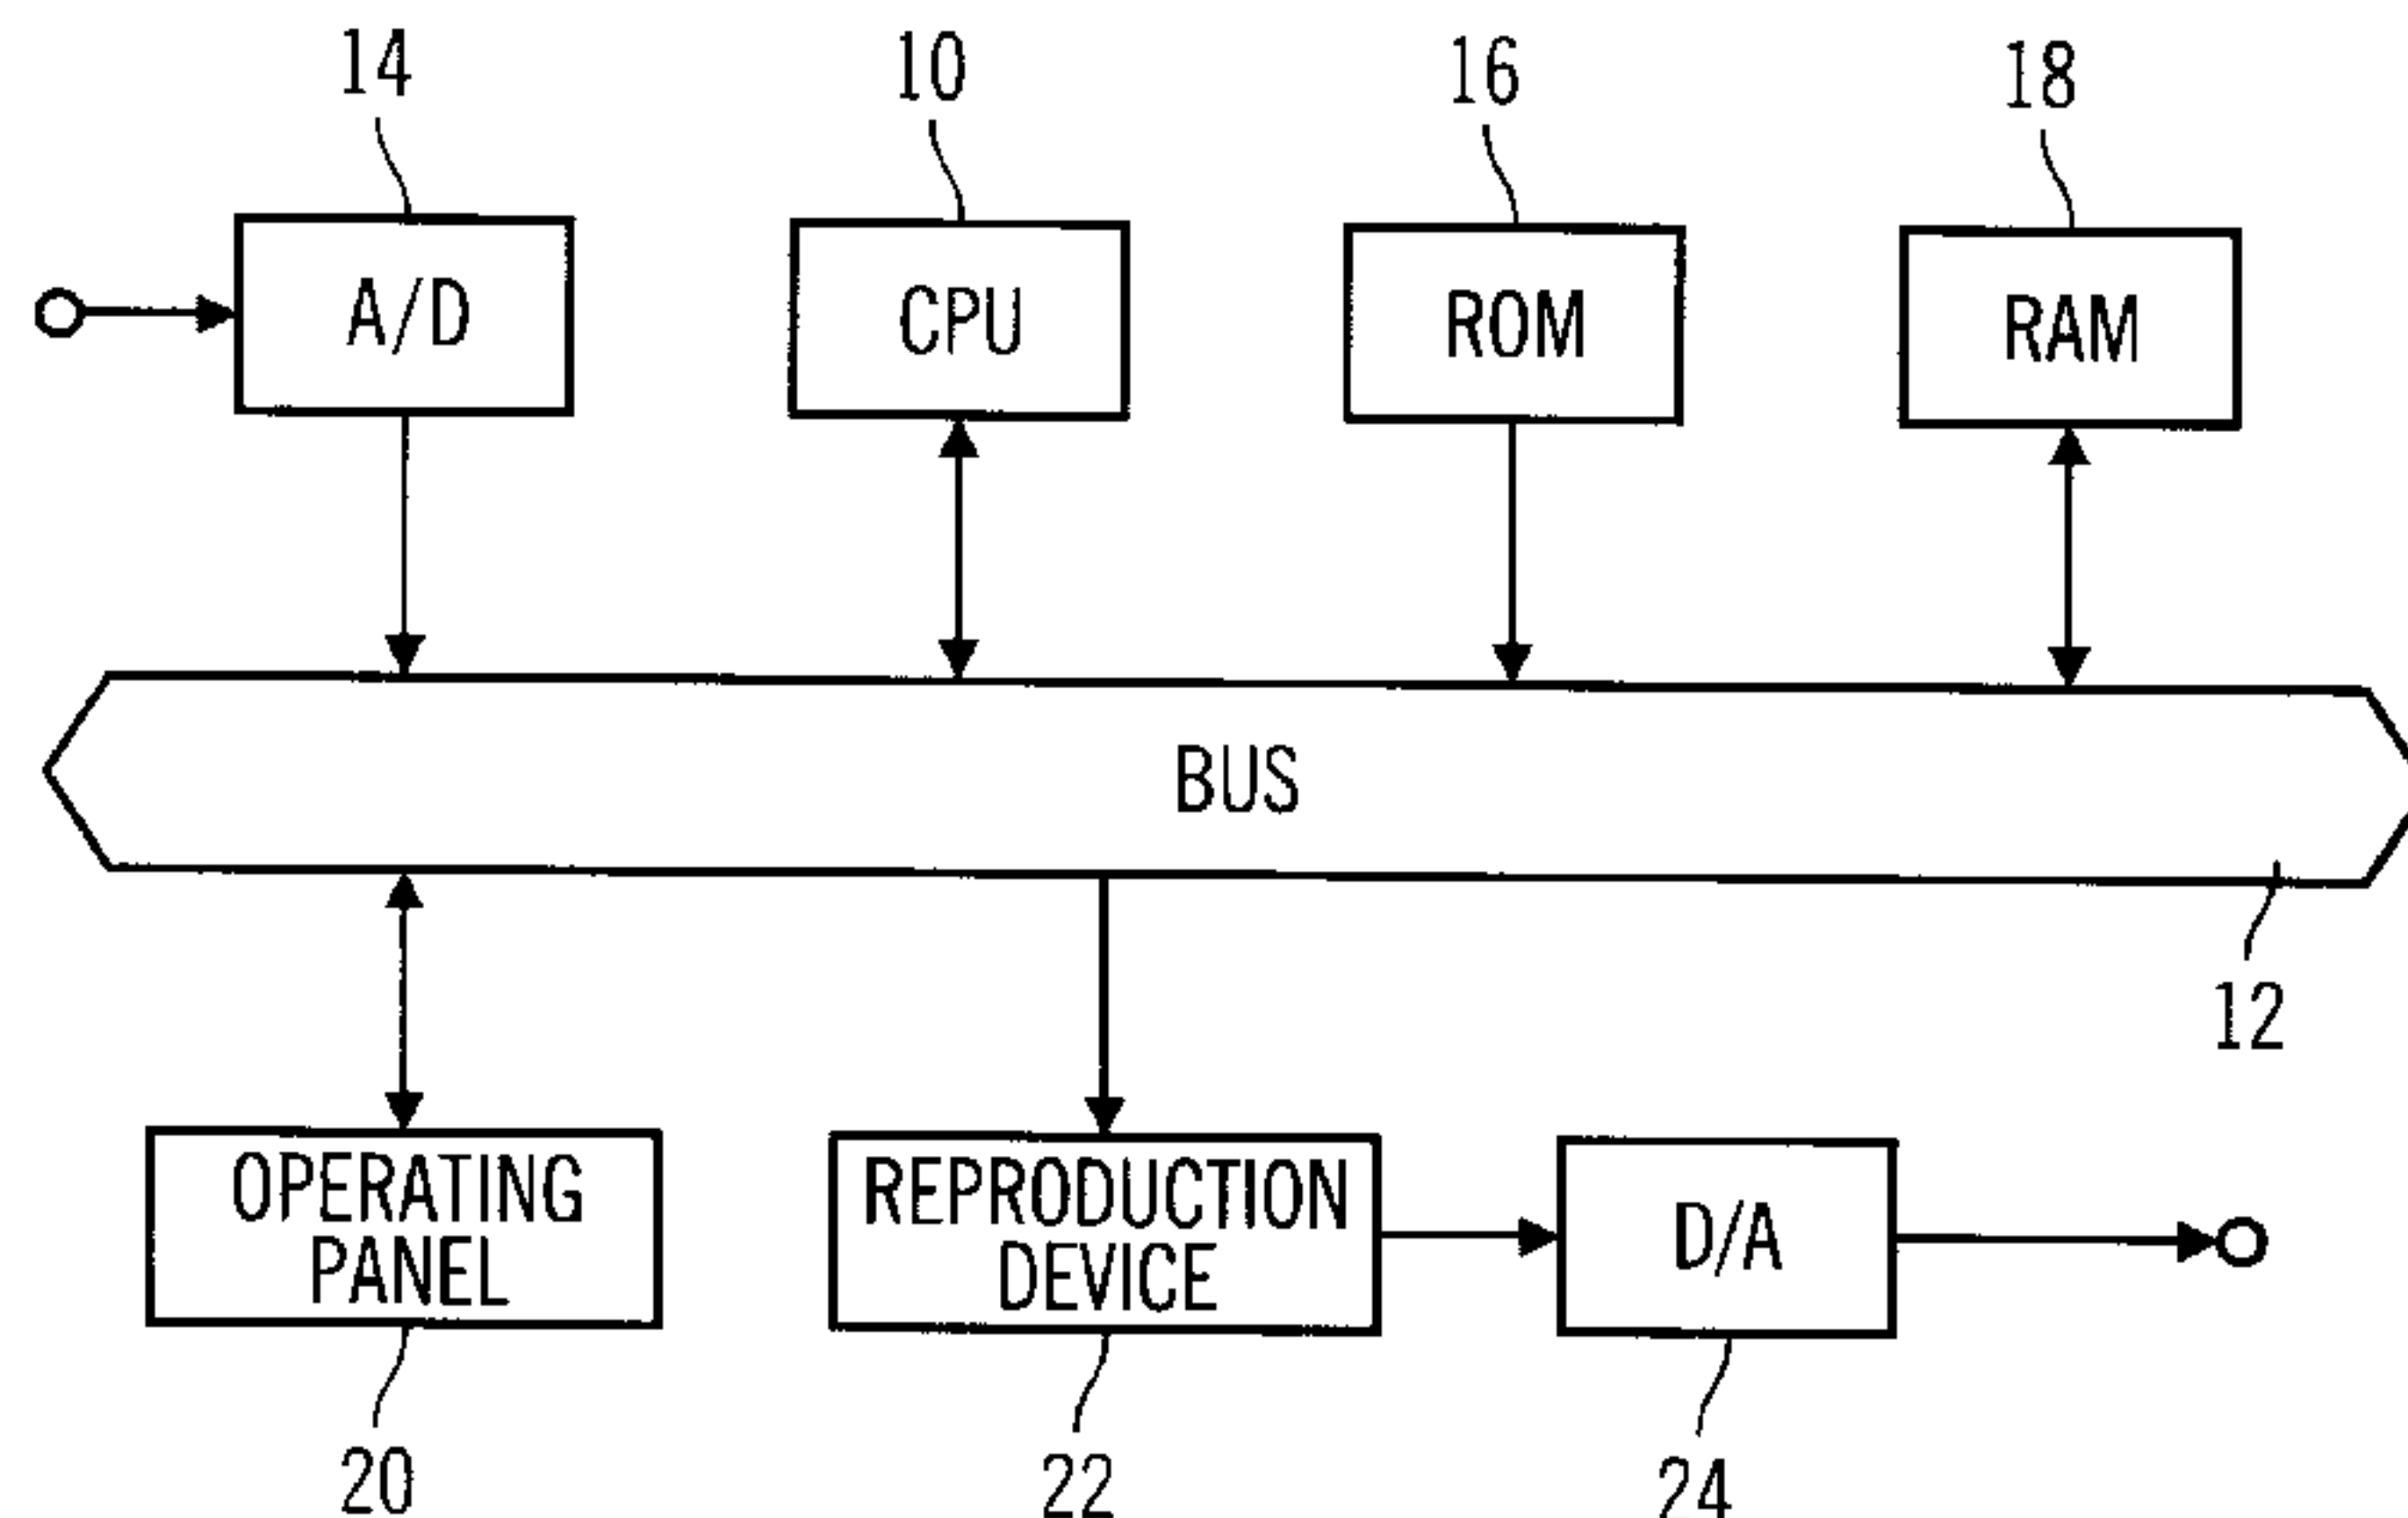 14
10
16
18
A/D
CPU
ROM
RAM
BUS
12
OPERATING
PANEL
REPRODUCTION
DEVICE
D/A
20
22
24